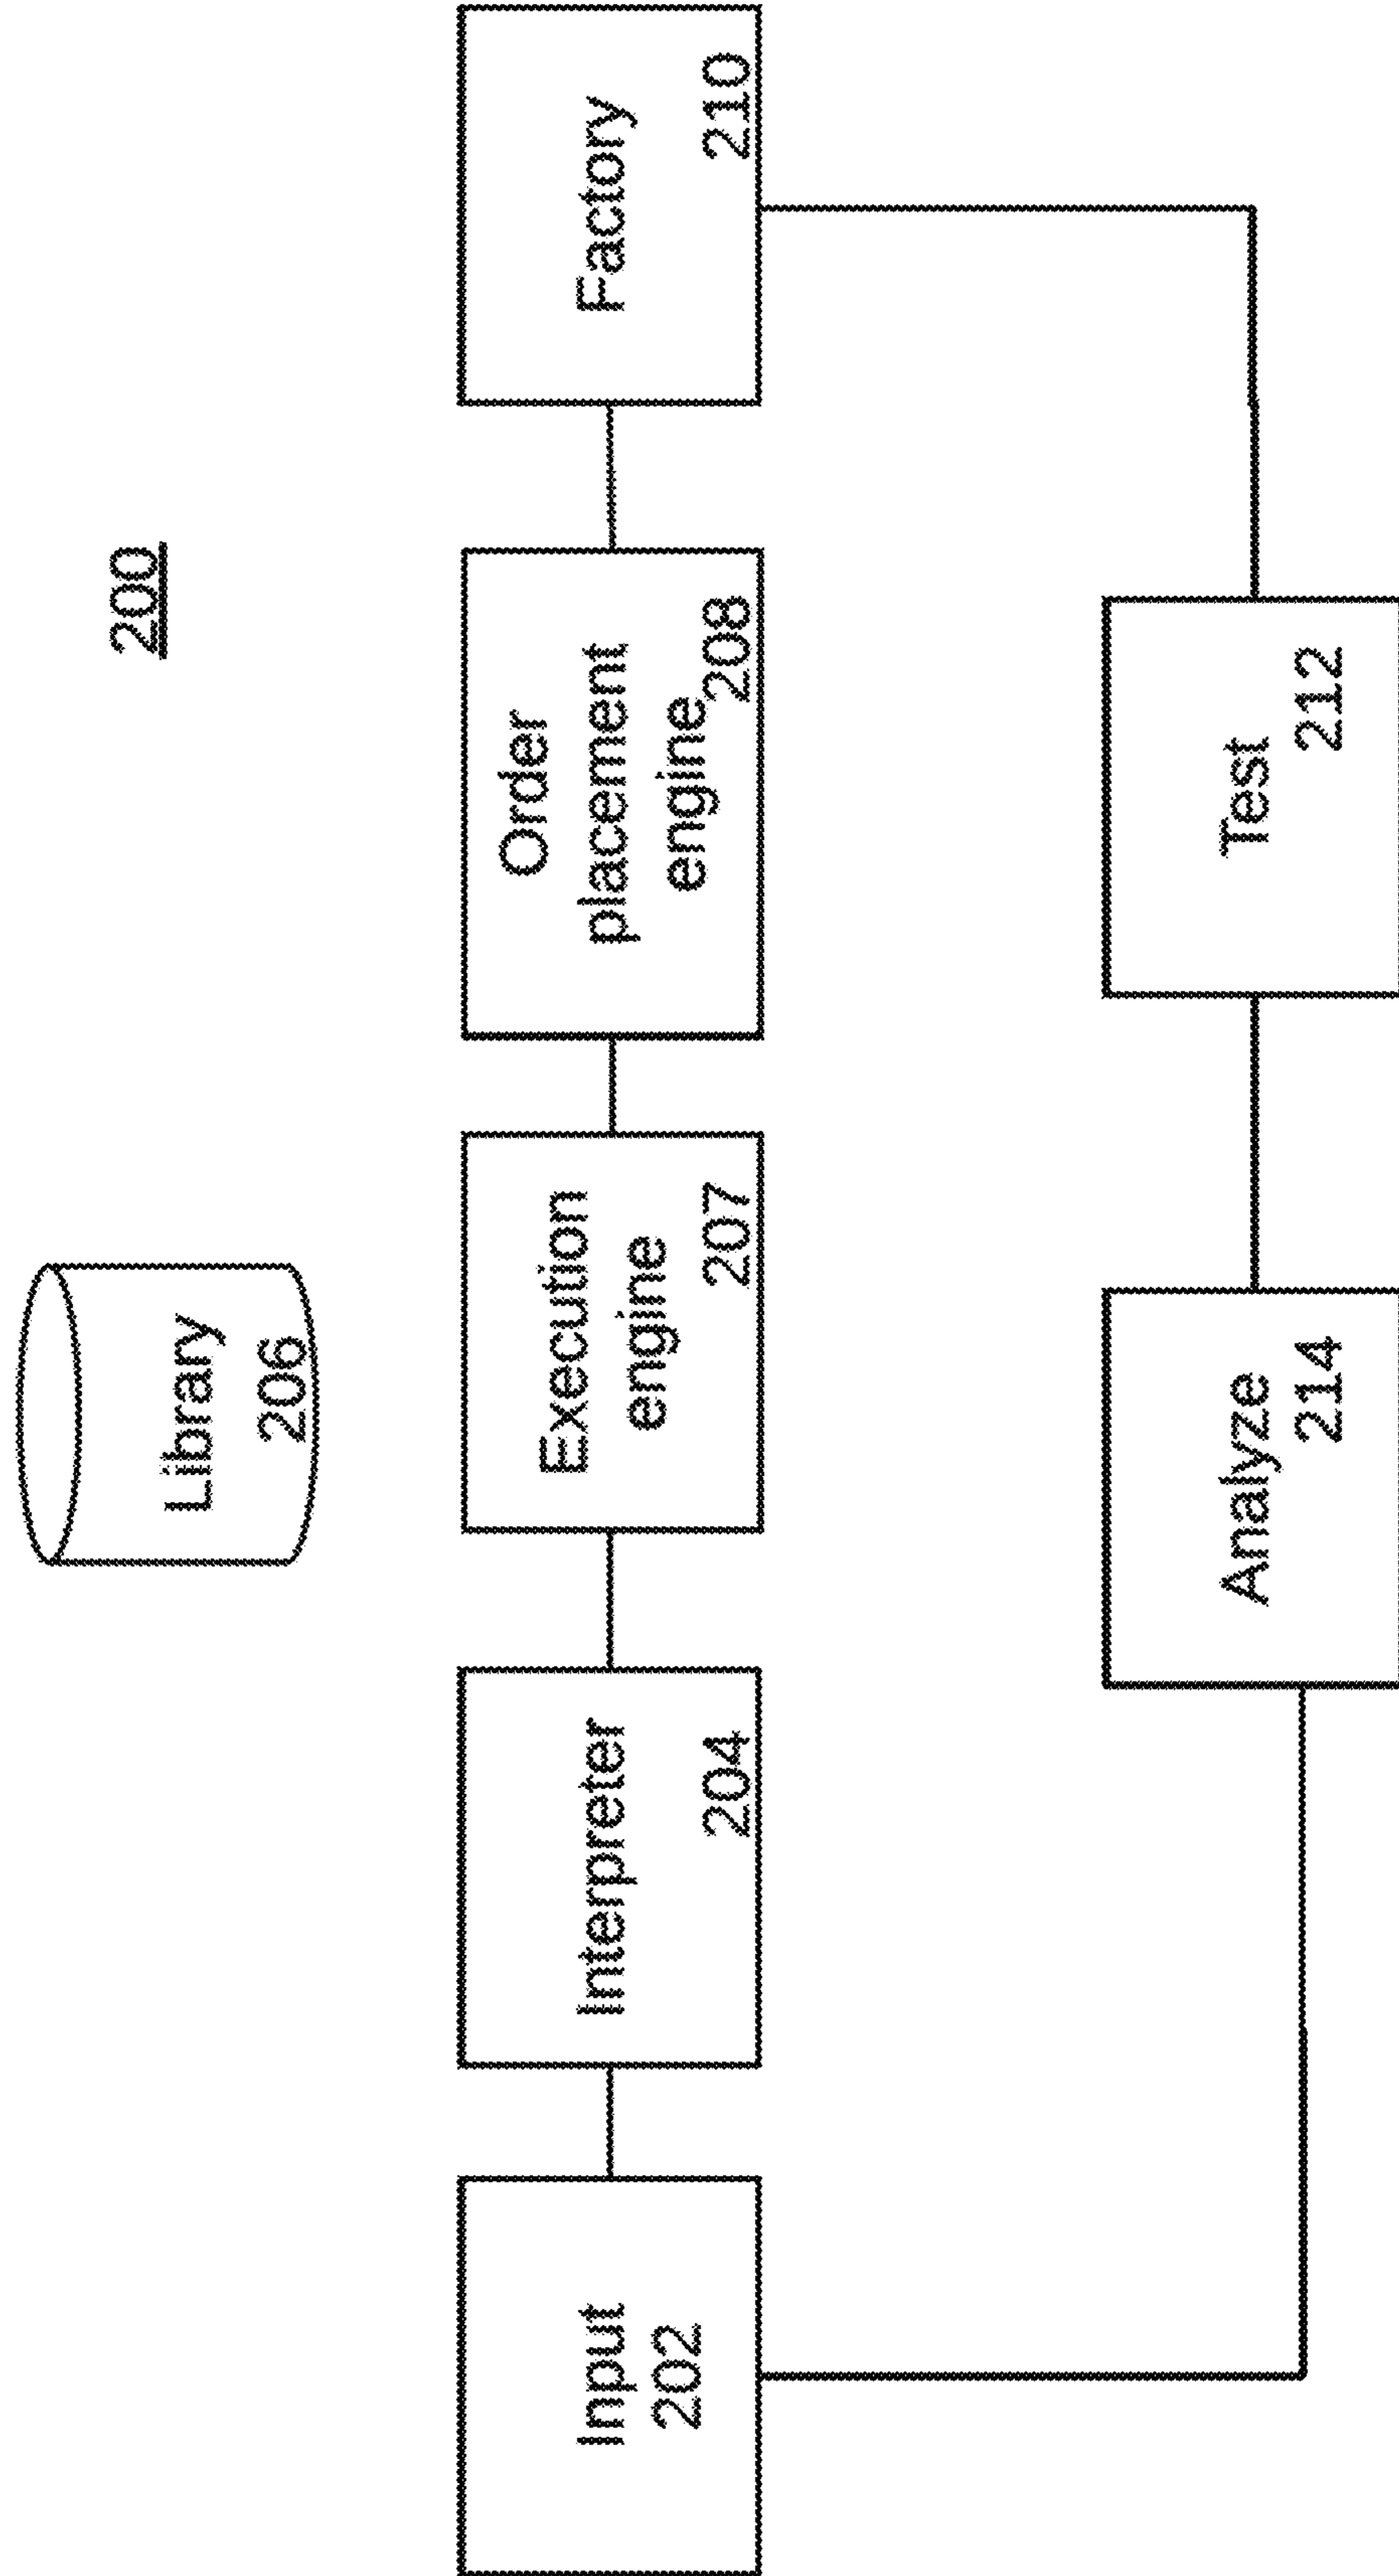 200
Library
206
Input
202
Interpreter
204
Execution
engine
207
Order
placement
engine
208
Factory
210
Analyze
214
Test
212